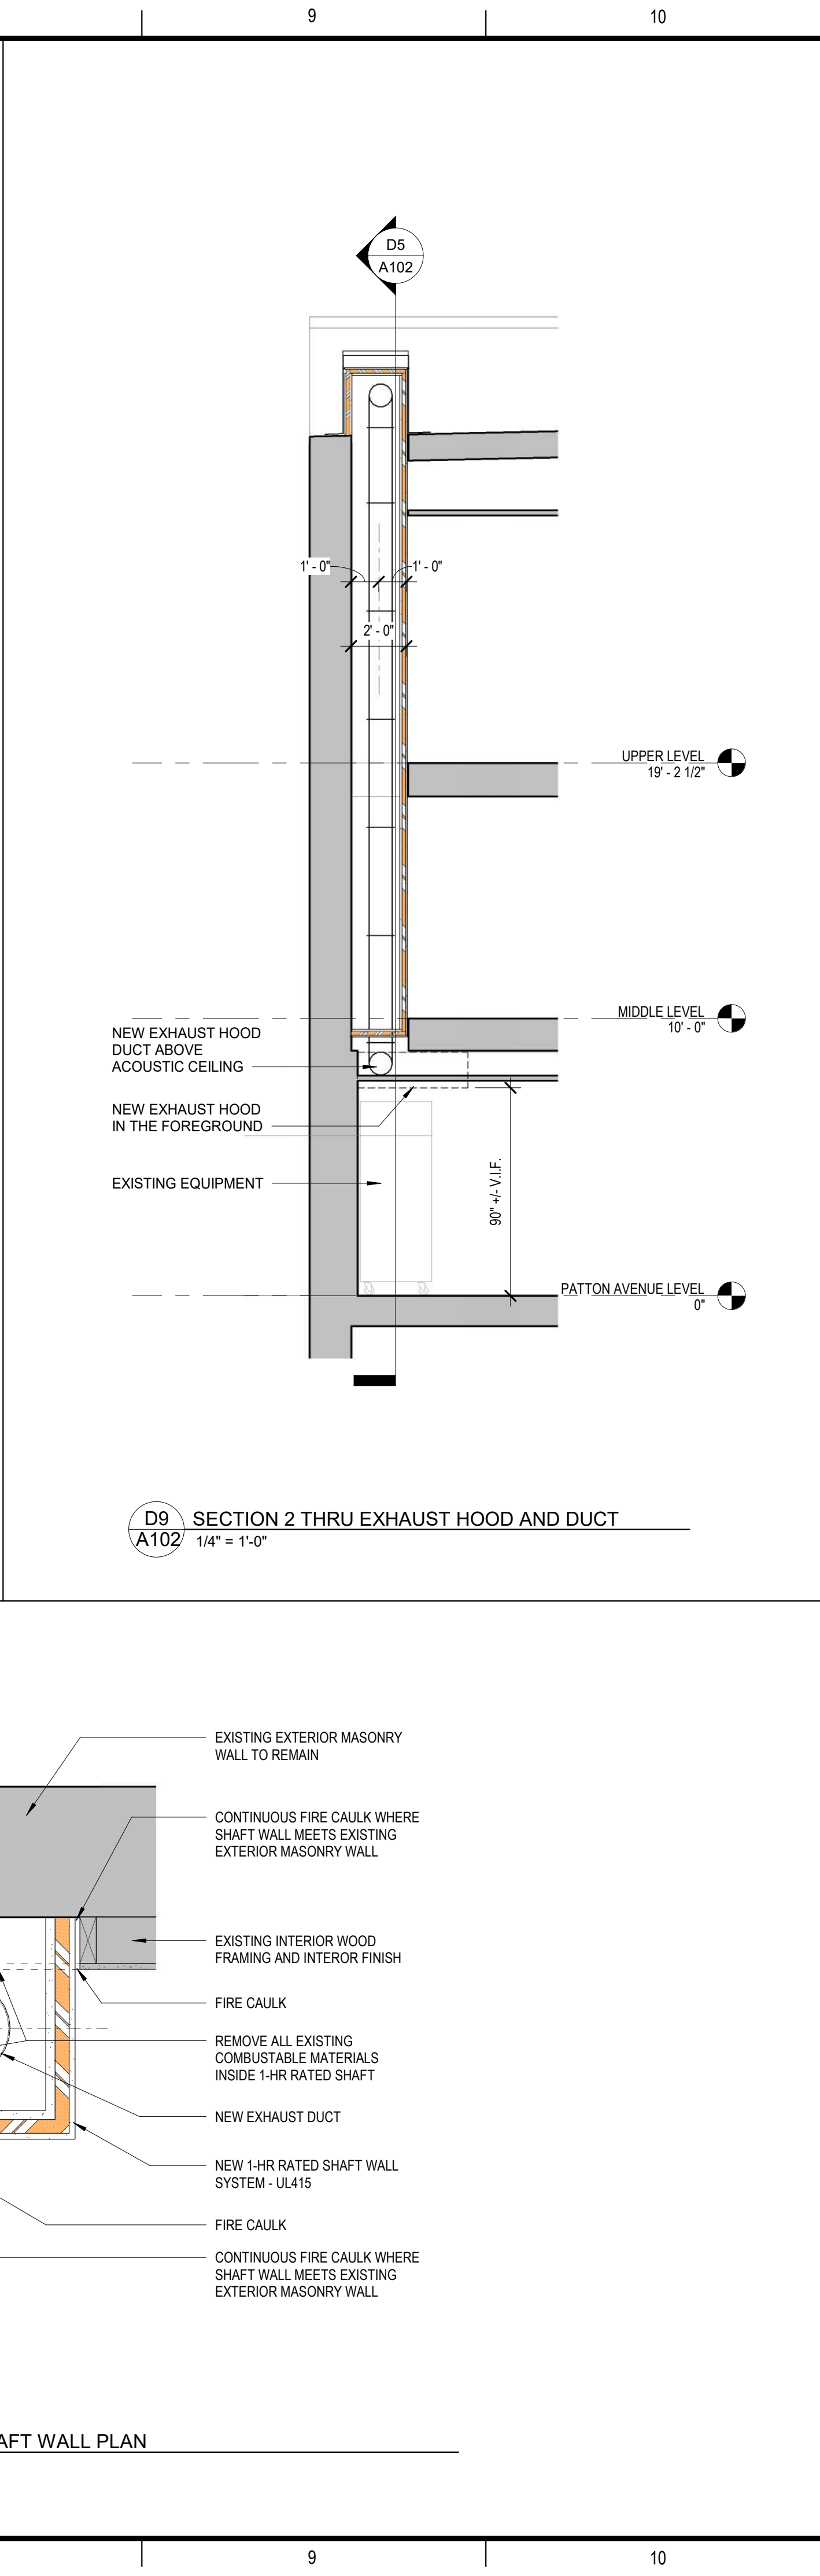 9
10
D5
A102
1' - 0"
1' - 0"
2' - 0"
UPPER LEVEL
19' - 2 1/2"
MIDDLE LEVEL
10' - 0"
NEW EXHAUST HOOD
DUCT ABOVE
ACOUSTIC CEILING
NEW EXHAUST HOOD
IN THE FOREGROUND
EXISTING EQUIPMENT
90" +/- V.I.F.
PATTON AVENUE LEVEL
0"
D9
A102
SECTION 2 THRU EXHAUST HOOD AND DUCT
1/4" = 1'-0"
EXISTING EXTERIOR MASONRY
WALL TO REMAIN
CONTINUOUS FIRE CAULK WHERE
SHAFT WALL MEETS EXISTING
EXTERIOR MASONRY WALL
EXISTING INTERIOR WOOD
FRAMING AND INTEROR FINISH
FIRE CAULK
REMOVE ALL EXISTING
COMBUSTABLE MATERIALS
INSIDE 1-HR RATED SHAFT
NEW EXHAUST DUCT
NEW 1-HR RATED SHAFT WALL
SYSTEM - UL415
FIRE CAULK
CONTINUOUS FIRE CAULK WHERE
SHAFT WALL MEETS EXISTING
EXTERIOR MASONRY WALL
AFT WALL PLAN
9
10